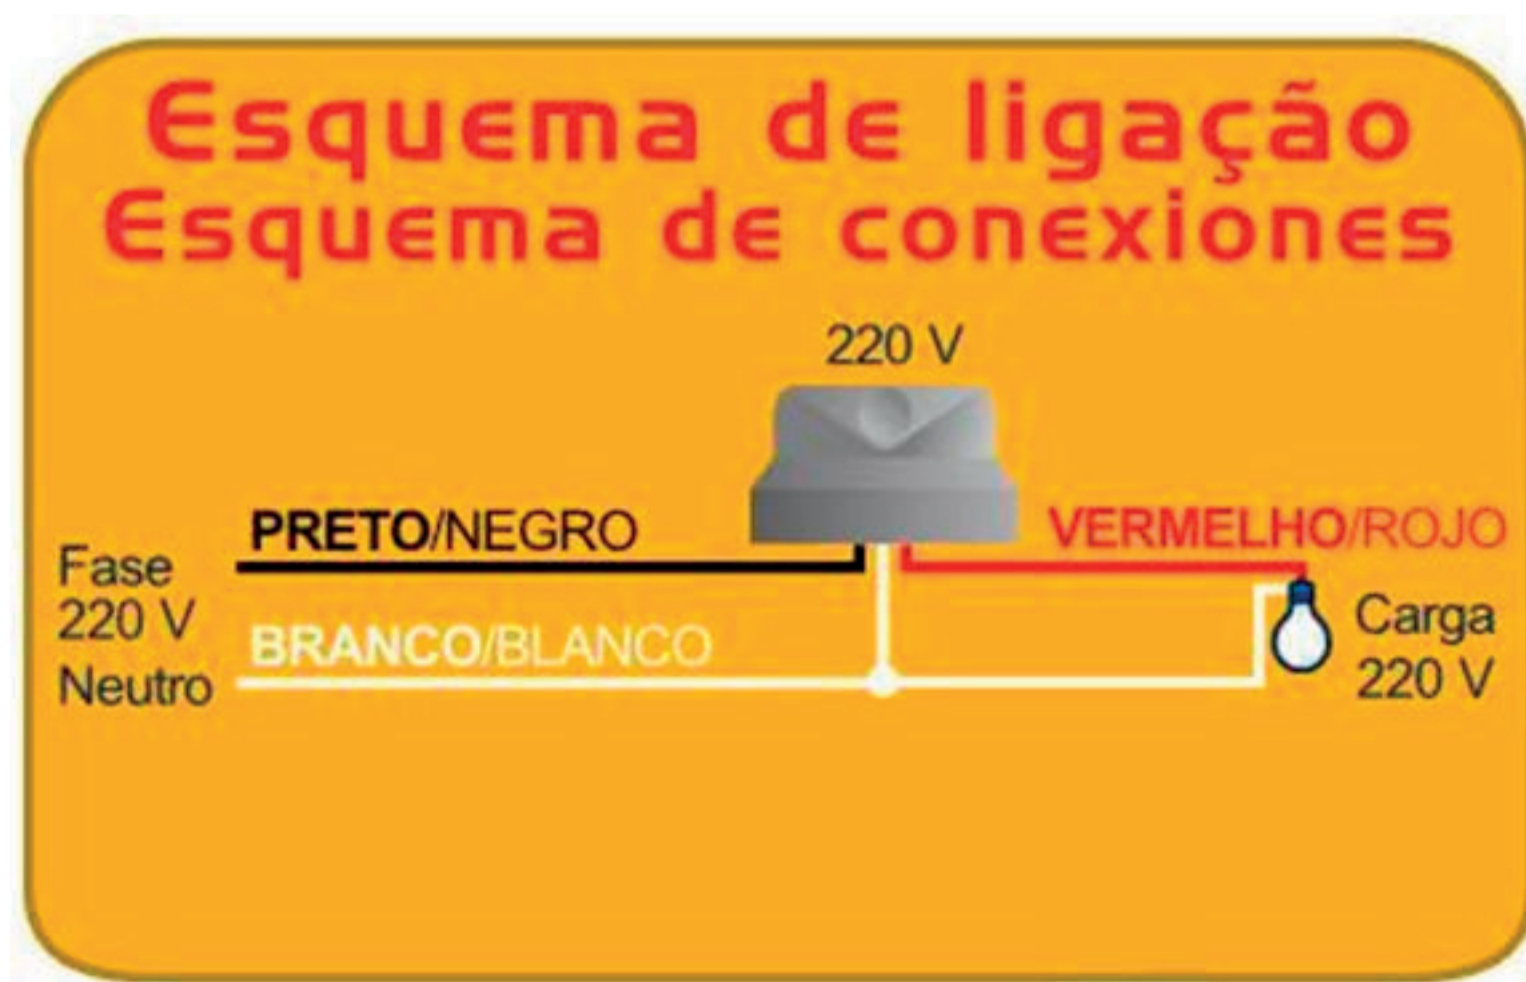 Esquema de ligação
Esquema de conexiones
220 V
PRETO/NEGRO
VERMELHO/ROJO
Fase
220 V
Neutro
BRANCO/BLANCO
Carga
220 V